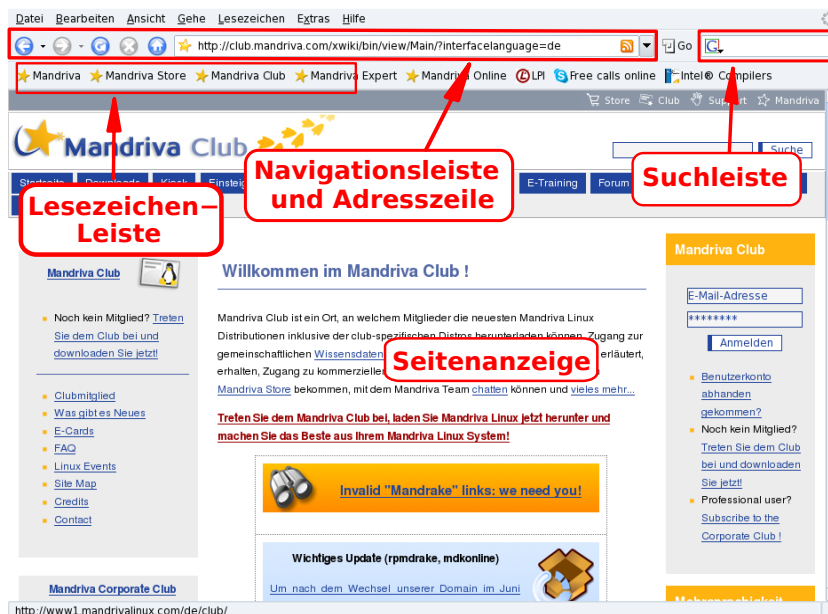 Datei Bearbeiten Ansicht Gehe Lesezeichen Extras Hilfe
http://club.mandriva.com/xwiki/bin/view/Main/?interfacelanguage=de
Go
G
Mandriva Mandriva Store Mandriva Club Mandriva Expert Mandriva Online LPI Free calls online Intel® Compilers
Store Club Support Mandriva
Mandriva Club
Suche
Startseite Downloads Kiosk E-Training Forum
Lesezeichen–
Leiste
Navigationsleiste
und Adresszeile
Suchleiste
Mandriva Club
Noch kein Mitglied? Treten
Sie dem Club bei und
downloaden Sie jetzt!
Clubmitglied
Was gibt es Neues
E-Cards
FAQ
Linux Events
Site Map
Credits
Contact
Mandriva Corporate Club
Willkommen im Mandriva Club !
Mandriva Club ist ein Ort, an welchem Mitglieder die neuesten Mandriva Linux
Distributionen inklusive der club-spezifischen Distros herunterladen können, Zugang zur
gemeinschaftlichen erläutert,
erhalten, Zugang zu
Mandriva Store bekommen, mit dem Mandriva Team chatten können und vieles mehr...
Seitenanzeige
Treten Sie dem Mandriva Club bei, laden Sie Mandriva Linux jetzt herunter und
machen Sie das Beste aus Ihrem Mandriva Linux System!
Invalid "Mandrake" links: we need you!
Wichtiges Update (rpmdrake, mdkonline)
Um nach dem Wechsel unserer Domain im Juni
Mandriva Club
E-Mail-Adresse
********
Anmelden
Benutzerkonto
abhanden
gekommen?
Noch kein Mitglied?
Treten Sie dem Club
bei und downloaden
Sie jetzt!
Professional user?
Subscribe to the
Corporate Club !
Mehrsprachigkeit
http://www1.mandrivalinux.com/de/club/